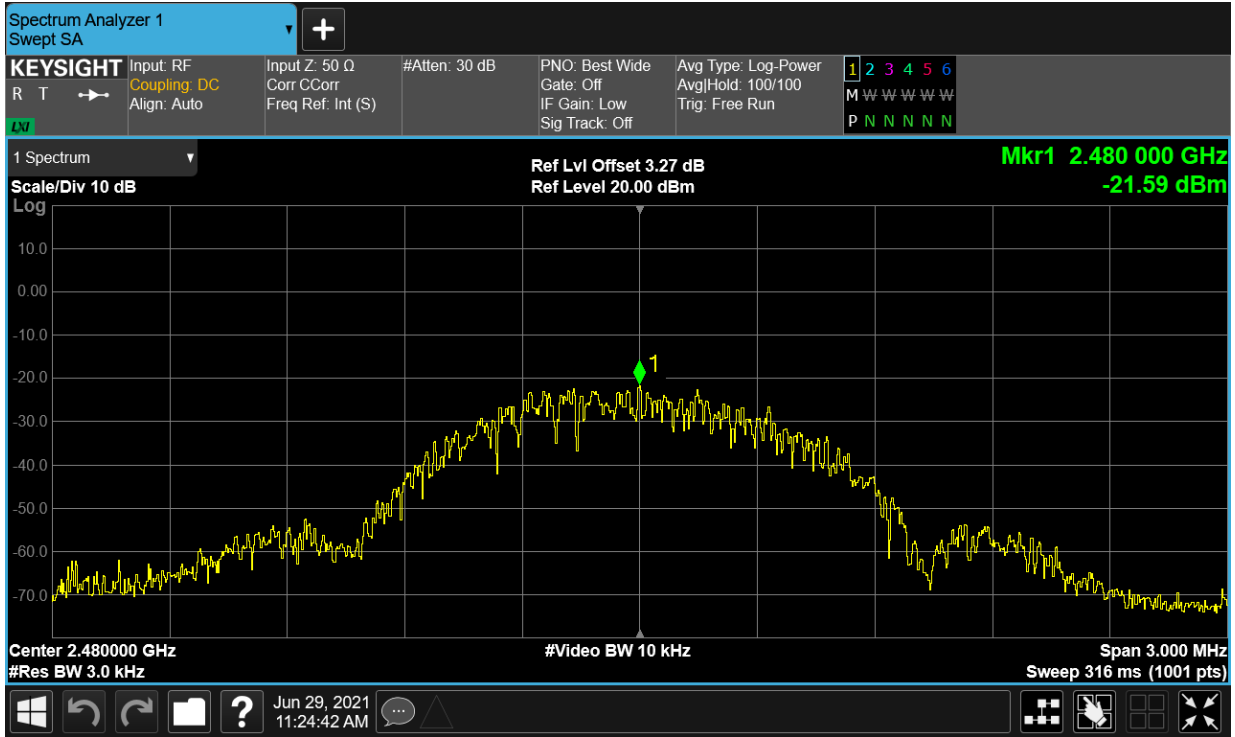 Spectrum Analyzer 1
Swept SA
+
KEYSIGHT
R T
LXI
Input: RF
Coupling: DC
Align: Auto
Input Z: 50 Ω
Corr CCorr
Freq Ref: Int (S)
#Atten: 30 dB
PNO: Best Wide
Gate: Off
IF Gain: Low
Sig Track: Off
Avg Type: Log-Power
Avg|Hold: 100/100
Trig: Free Run
1 2 3 4 5 6
M W W W W W
P N N N N N
1 Spectrum
Scale/Div 10 dB
Log
Ref Lvl Offset 3.27 dB
Ref Level 20.00 dBm
Mkr1 2.480 000 GHz
-21.59 dBm
10.0
0.00
-10.0
-20.0
-30.0
-40.0
-50.0
-60.0
-70.0
1
Center 2.480000 GHz
#Res BW 3.0 kHz
#Video BW 10 kHz
Span 3.000 MHz
Sweep 316 ms (1001 pts)
?
Jun 29, 2021
11:24:42 AM